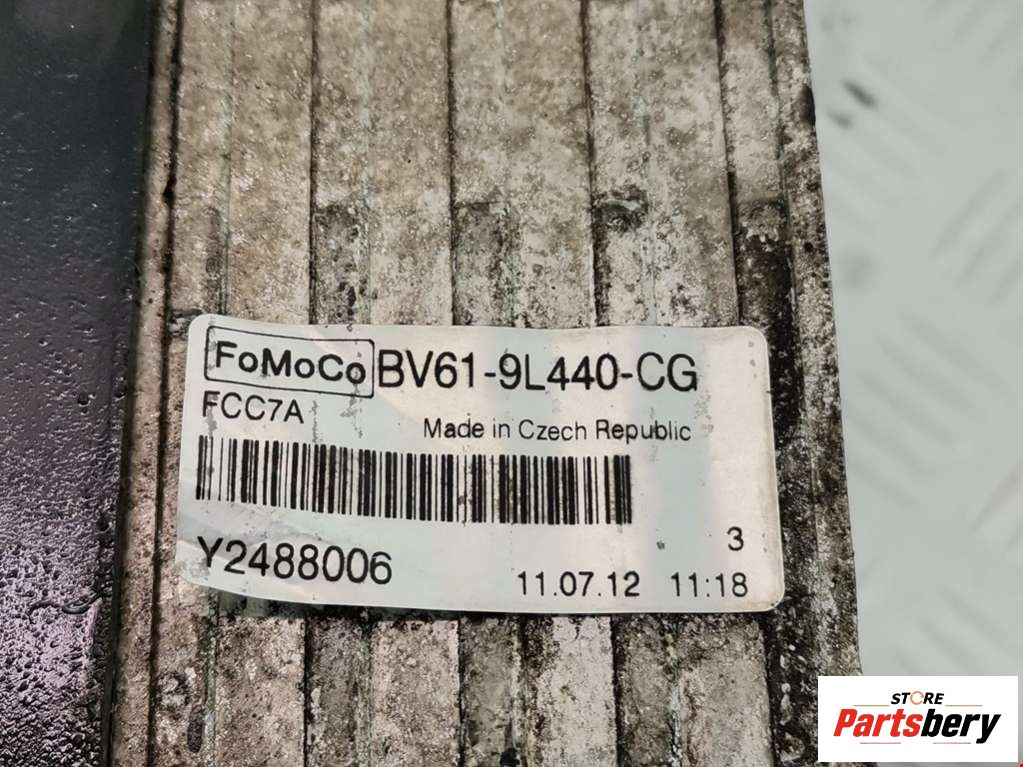 FoMoCo BV61-9L440-CG
FCC7A
Made in Czech Republic
3
Y2488006
11.07.12 11:18
STORE
Partsbery